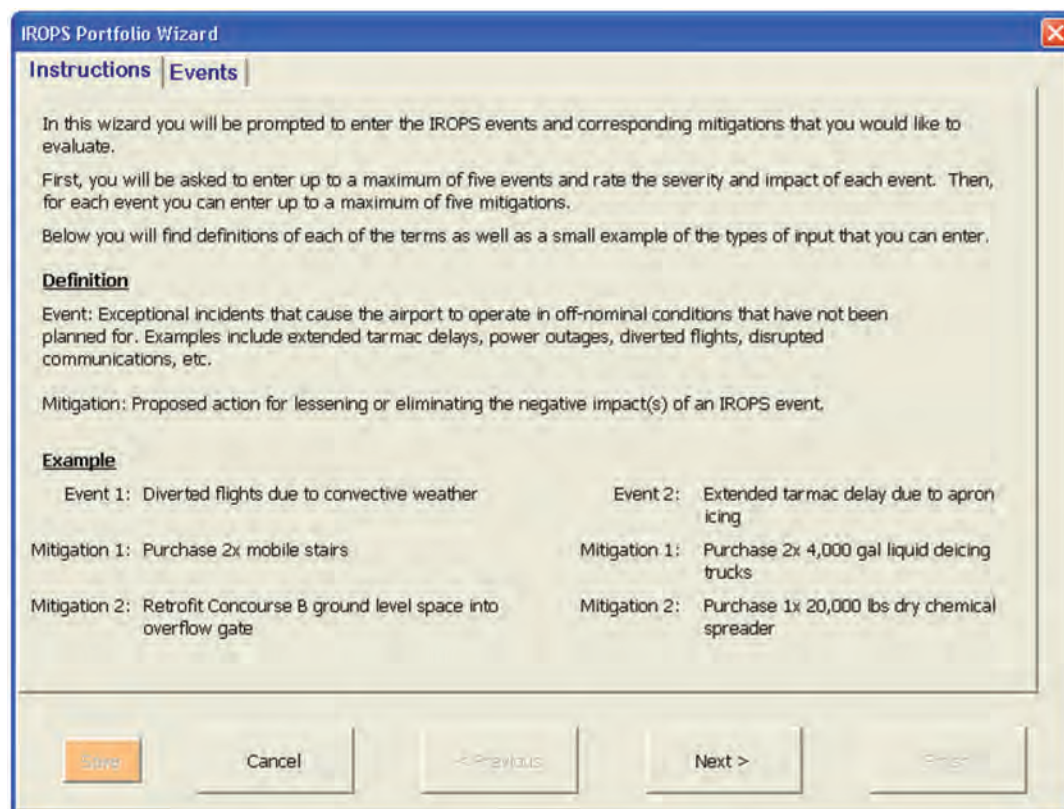 IROPS Portfolio Wizard
Instructions Events
In this wizard you will be prompted to enter the IROPS events and corresponding mitigations that you would like to
evaluate.
First, you will be asked to enter up to a maximum of five events and rate the severity and impact of each event. Then,
for each event you can enter up to a maximum of five mitigations.
Below you will find definitions of each of the terms as well as a small example of the types of input that you can enter.
Definition
Event: Exceptional incidents that cause the airport to operate in off-nominal conditions that have not been
planned for. Examples include extended tarmac delays, power outages, diverted flights, disrupted
communications, etc.
Mitigation: Proposed action for lessening or eliminating the negative impact(s) of an IROPS event.
Example
Event 1: Diverted flights due to convective weather
Mitigation 1: Purchase 2x mobile stairs
Mitigation 2: Retrofit Concourse B ground level space into
overflow gate
Event 2: Extended tarmac delay due to apron
icing
Mitigation 1: Purchase 2x 4,000 gal liquid deicing
trucks
Mitigation 2: Purchase 1x 20,000 lbs dry chemical
spreader
Save Cancel < Previous Next > Finish